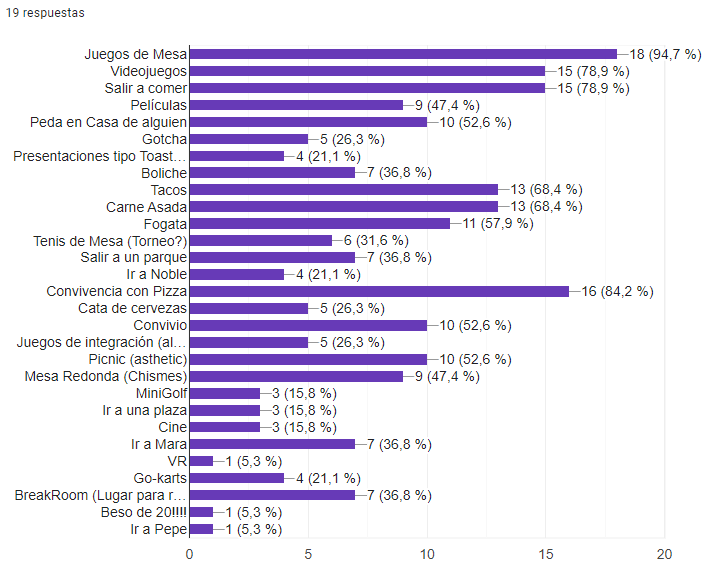 19 respuestas
Juegos de Mesa 18 (94,7 %)
Videojuegos 15 (78,9 %)
Salir a comer 15 (78,9 %)
Películas 9 (47,4 %)
Peda en Casa de alguien 10 (52,6 %)
Gotcha 5 (26,3 %)
Presentaciones tipo Toast… 4 (21,1 %)
Boliche 7 (36,8 %)
Tacos 13 (68,4 %)
Carne Asada 13 (68,4 %)
Fogata 11 (57,9 %)
Tenis de Mesa (Torneo?) 6 (31,6 %)
Salir a un parque 7 (36,8 %)
Ir a Noble 4 (21,1 %)
Convivencia con Pizza 16 (84,2 %)
Cata de cervezas 5 (26,3 %)
Convivio 10 (52,6 %)
Juegos de integración (al… 5 (26,3 %)
Picnic (asthetic) 10 (52,6 %)
Mesa Redonda (Chismes) 9 (47,4 %)
MiniGolf 3 (15,8 %)
Ir a una plaza 3 (15,8 %)
Cine 3 (15,8 %)
Ir a Mara 7 (36,8 %)
VR 1 (5,3 %)
Go-karts 4 (21,1 %)
BreakRoom (Lugar para r… 7 (36,8 %)
Beso de 20!!!! 1 (5,3 %)
Ir a Pepe 1 (5,3 %)
0 5 10 15 20